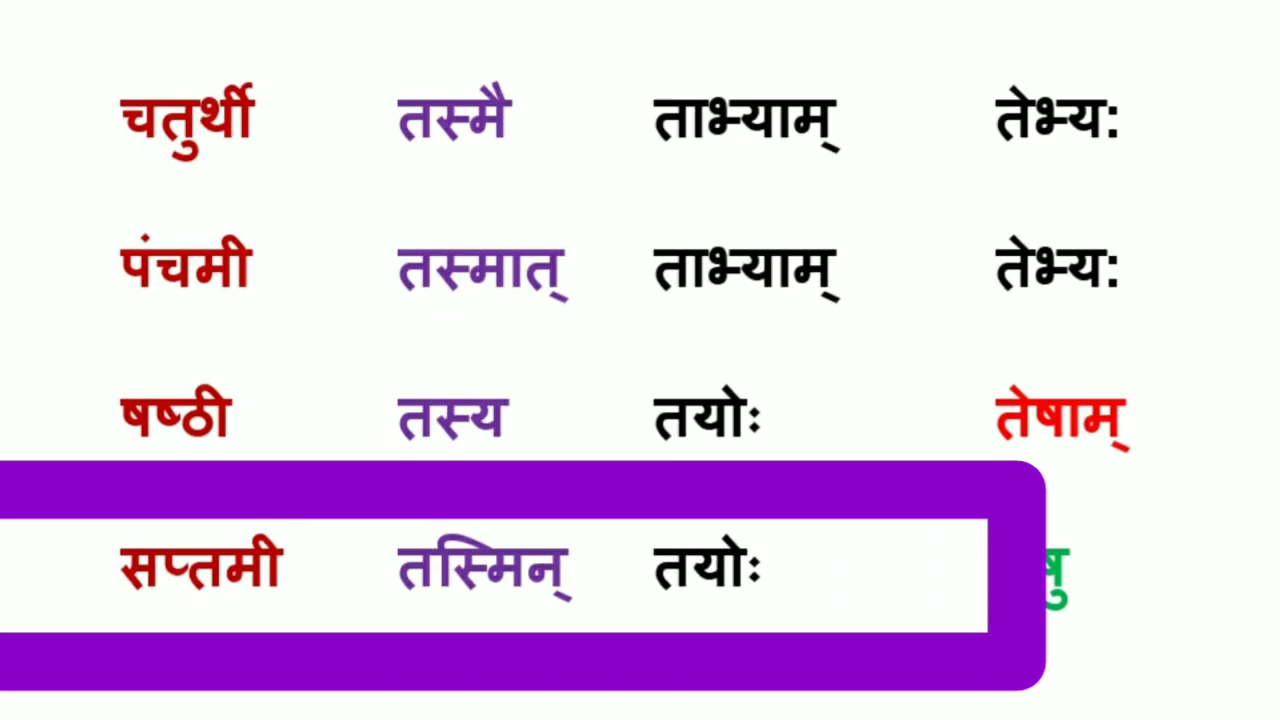 चतुर्थी तस्मै ताभ्याम् तेभ्य:
पंचमी तस्मात् ताभ्याम् तेभ्य:
षष्ठी तस्य तयोः तेषाम्
सप्तमी तस्मिन् तयोः